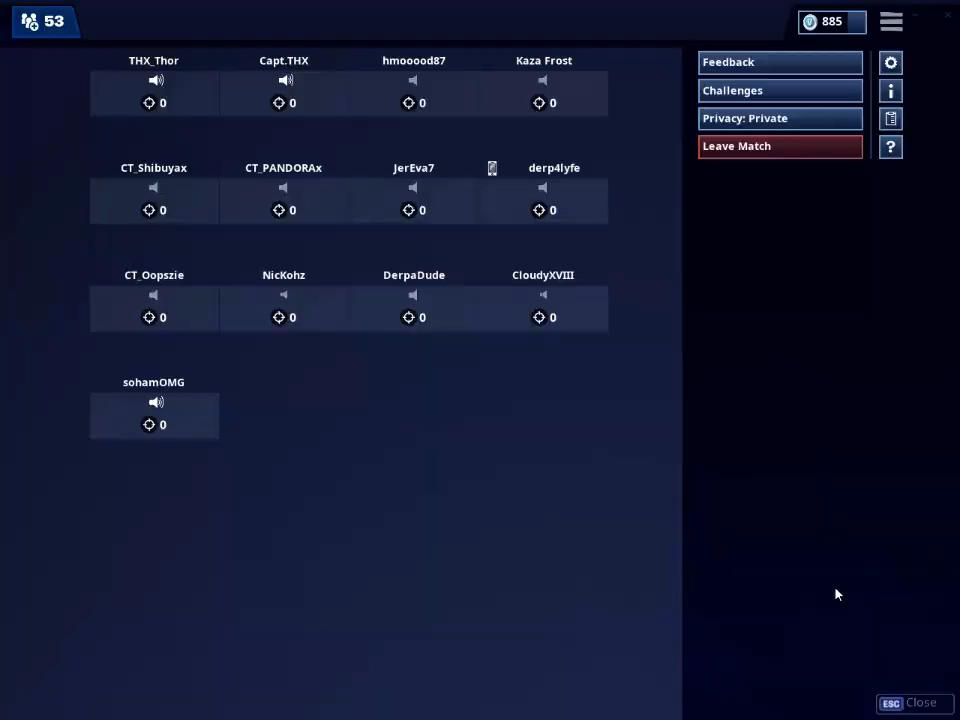 53
885
THX_Thor Capt.THX hmooood87 Kaza Frost
0 0 0 0
CT_Shibuyax CT_PANDORAx JerEva7 derp4lyfe
0 0 0 0
CT_Oopszie NicKohz DerpaDude CloudyXVIII
0 0 0 0
sohamOMG
0
Feedback
Challenges
Privacy: Private
Leave Match
i
?
ESC Close